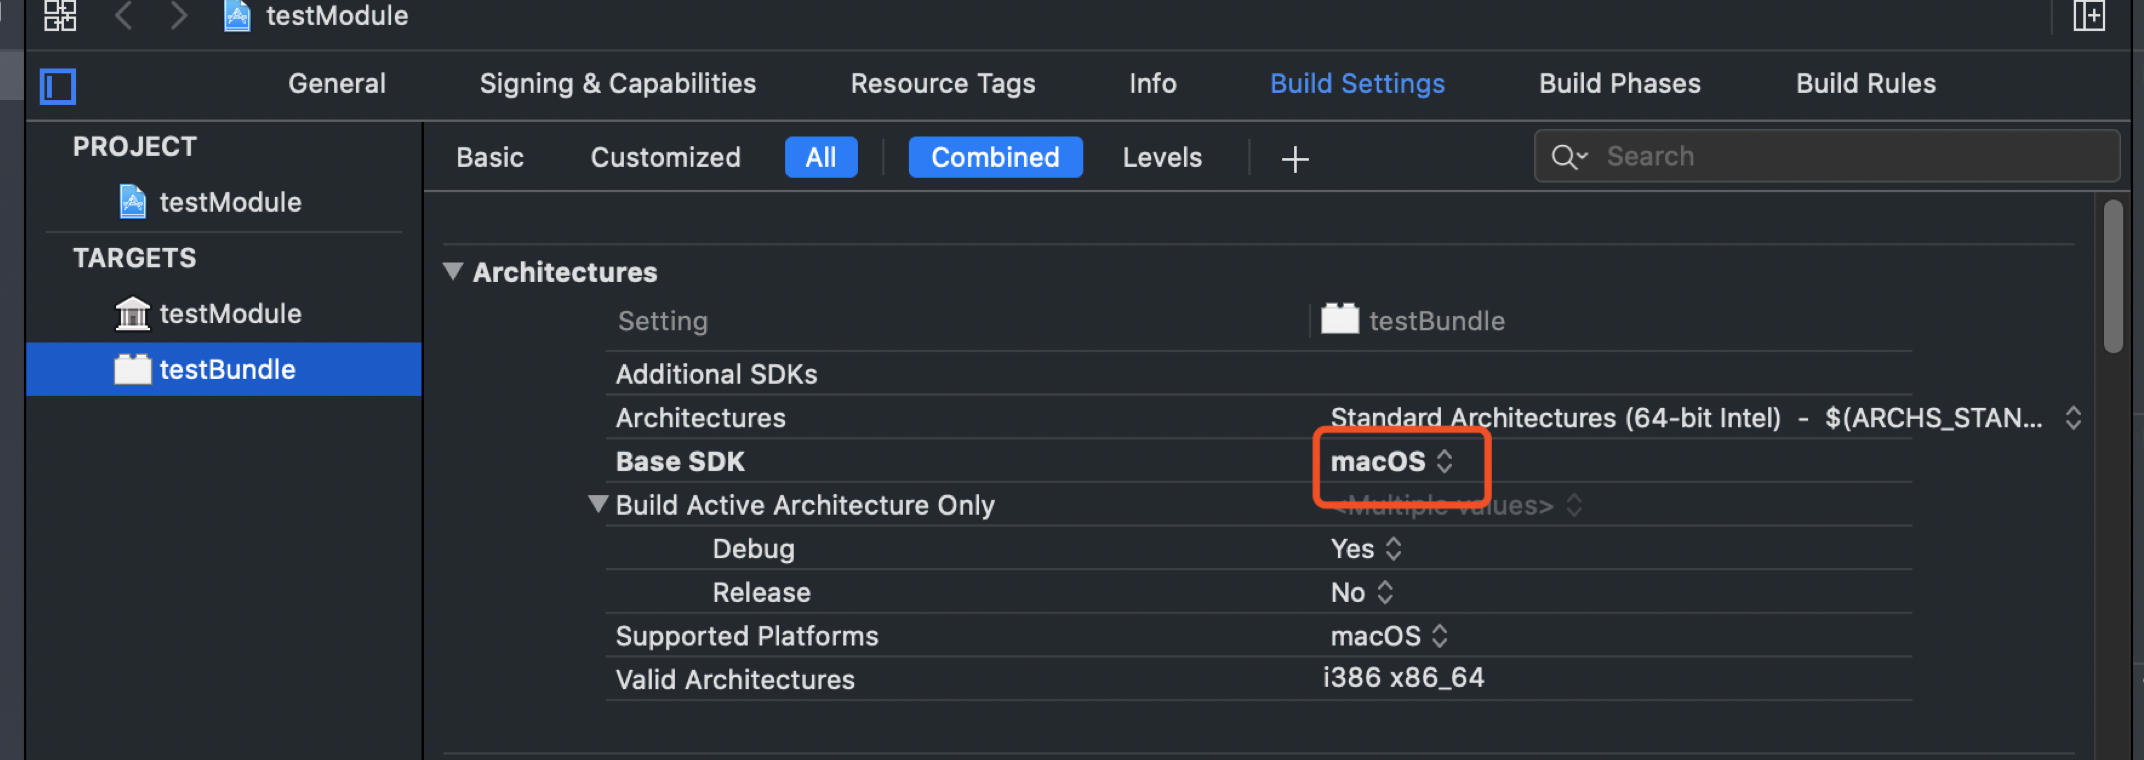 testModule
General Signing & Capabilities Resource Tags Info Build Settings Build Phases Build Rules
PROJECT
testModule
TARGETS
testModule
testBundle
Basic Customized All Combined Levels + Search
Architectures
Setting testBundle
Additional SDKs
Architectures Standard Architectures (64-bit Intel) - $(ARCHS_STAN...
Base SDK macOS
Build Active Architecture Only <Multiple values>
Debug Yes
Release No
Supported Platforms macOS
Valid Architectures i386 x86_64